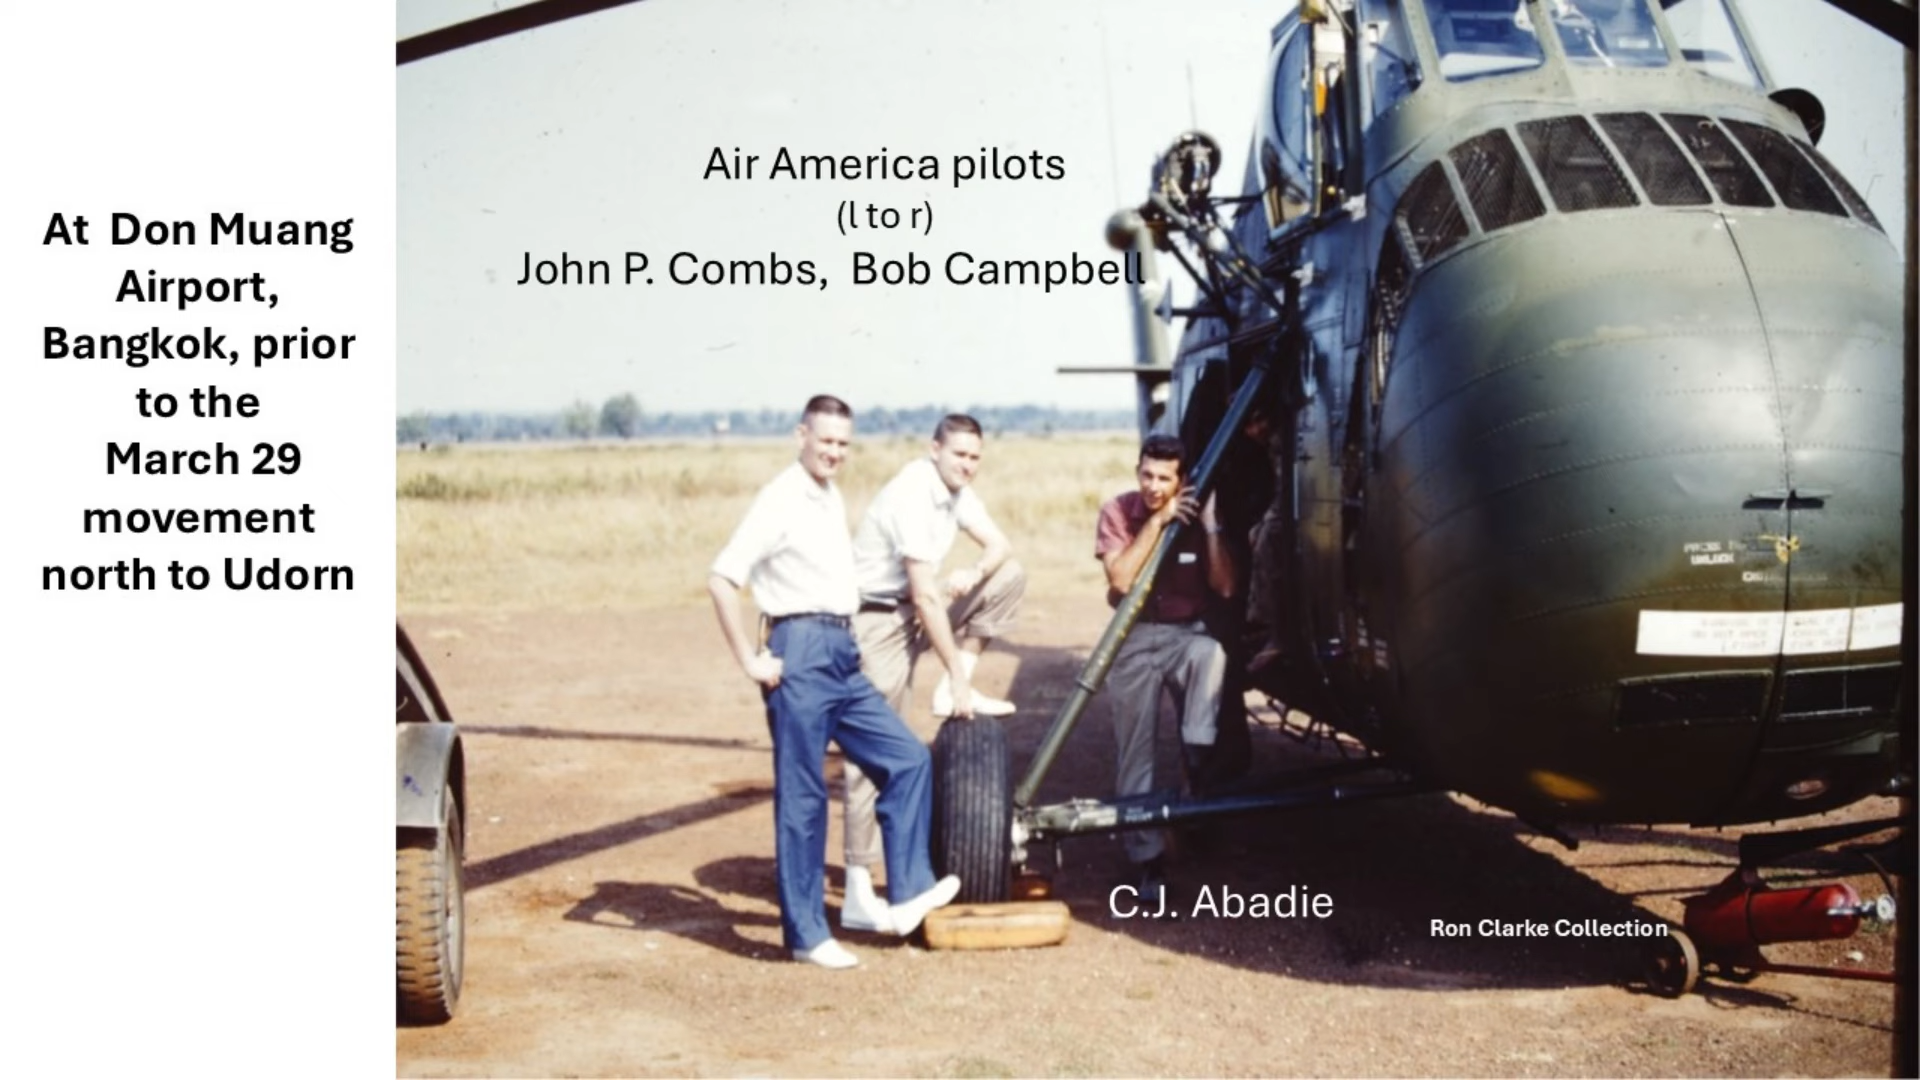 At Don Muang
Airport,
Bangkok, prior
to the
March 29
movement
north to Udorn
Air America pilots
(l to r)
John P. Combs, Bob Campbell
C.J. Abadie
Ron Clarke Collection